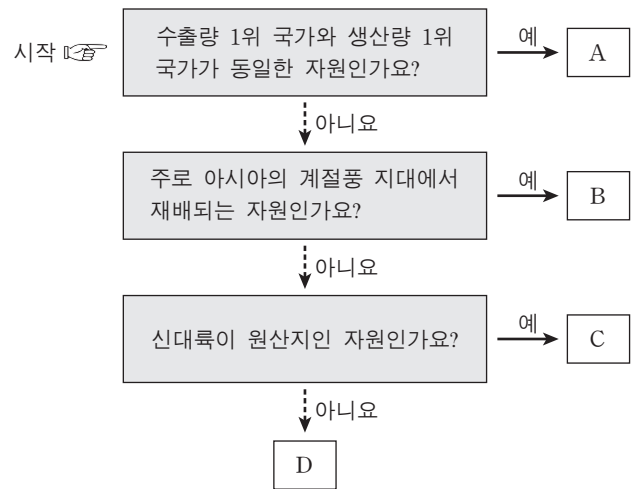 시작 ☞
수출량 1위 국가와 생산량 1위
국가가 동일한 자원인가요?
예
A
아니요
주로 아시아의 계절풍 지대에서
재배되는 자원인가요?
예
B
아니요
신대륙이 원산지인 자원인가요?
예
C
아니요
D